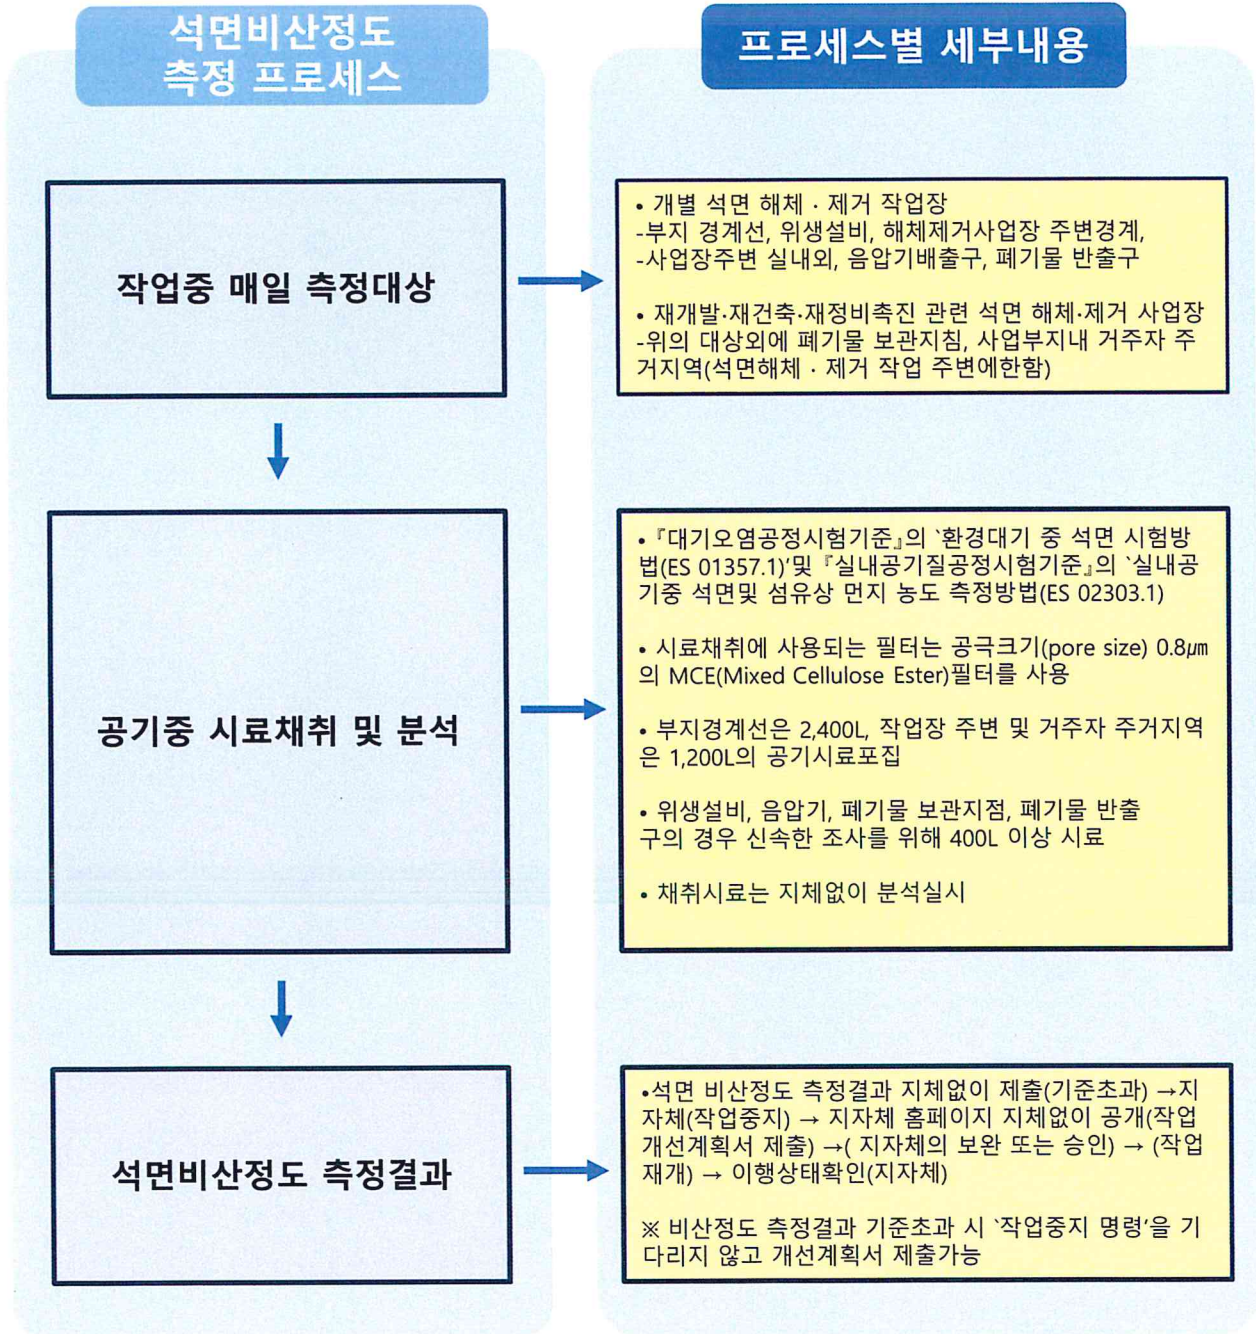 석면비산정도
측정 프로세스
프로세스별 세부내용
작업중 매일 측정대상
• 개별 석면 해체 · 제거 작업장
-부지 경계선, 위생설비, 해체제거사업장 주변경계,
-사업장주변 실내외, 음압기배출구, 폐기물 반출구
• 재개발·재건축·재정비촉진 관련 석면 해체·제거 사업장
-위의 대상외에 폐기물 보관지침, 사업부지내 거주자 주
거지역(석면해체 · 제거 작업 주변에한함)
공기중 시료채취 및 분석
•『대기오염공정시험기준』의 `환경대기 중 석면 시험방
법(ES 01357.1)'및 『실내공기질공정시험기준』의 `실내공
기중 석면및 섬유상 먼지 농도 측정방법(ES 02303.1)
• 시료채취에 사용되는 필터는 공극크기(pore size) 0.8㎛
의 MCE(Mixed Cellulose Ester)필터를 사용
• 부지경계선은 2,400L, 작업장 주변 및 거주자 주거지역
은 1,200L의 공기시료포집
• 위생설비, 음압기, 폐기물 보관지점, 폐기물 반출
구의 경우 신속한 조사를 위해 400L 이상 시료
• 채취시료는 지체없이 분석실시
석면비산정도 측정결과
•석면 비산정도 측정결과 지체없이 제출(기준초과) →지
자체(작업중지) → 지자체 홈페이지 지체없이 공개(작업
개선계획서 제출) →( 지자체의 보완 또는 승인) → (작업
재개) → 이행상태확인(지자체)
※ 비산정도 측정결과 기준초과 시 `작업중지 명령'을 기
다리지 않고 개선계획서 제출가능